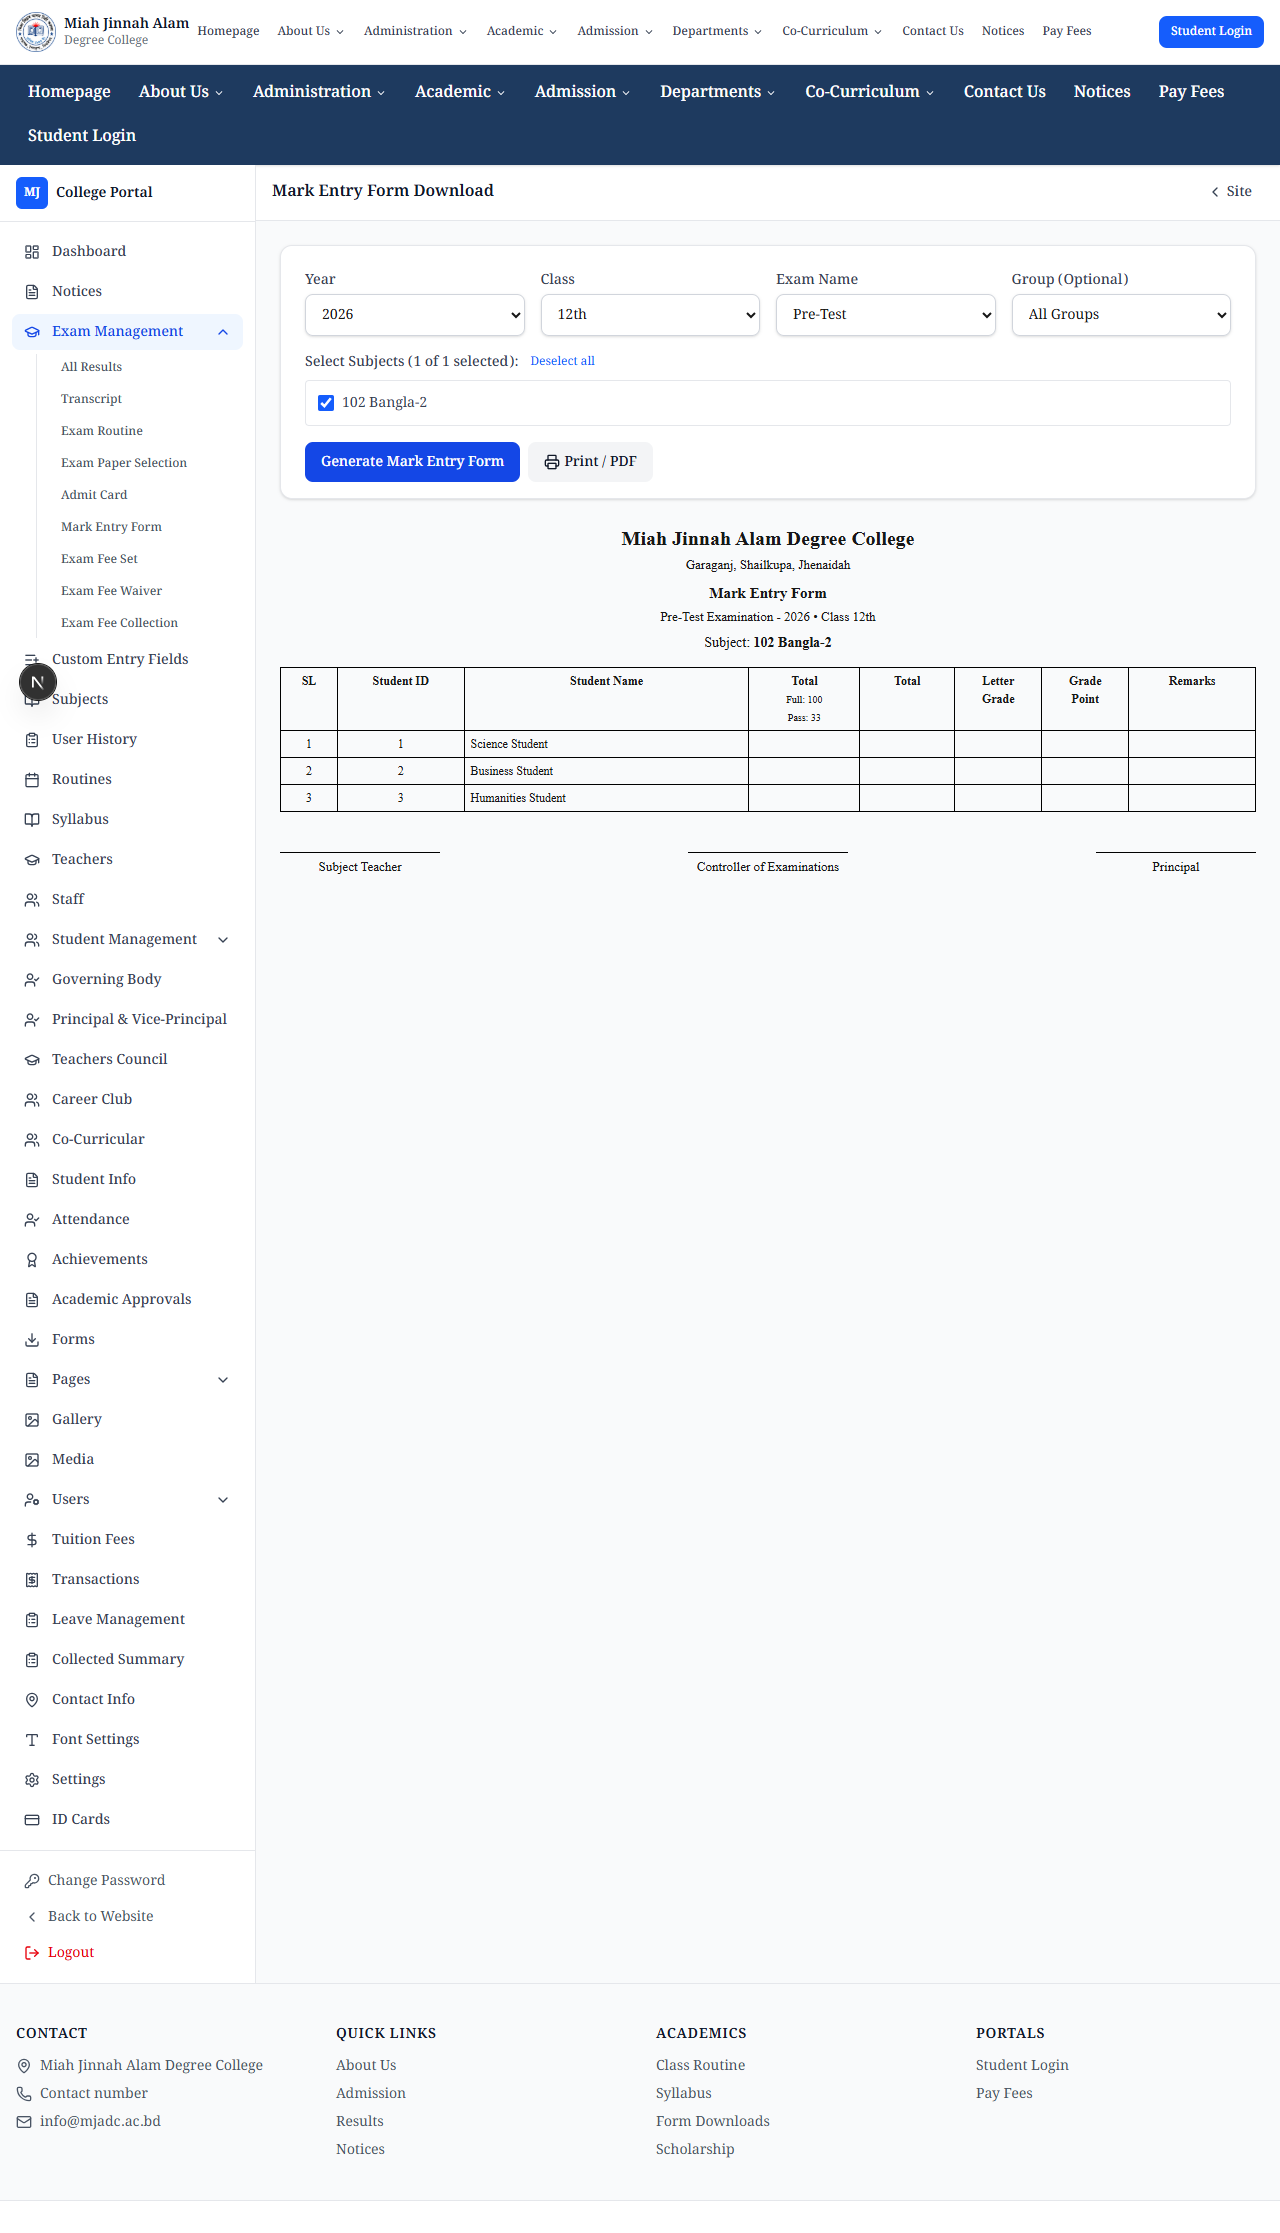 Miah Jinnah Alam
Degree College
Homepage About Us Administration Academic Admission Departments Co-Curriculum Contact Us Notices Pay Fees
Student Login
Homepage About Us Administration Academic Admission Departments Co-Curriculum Contact Us Notices Pay Fees
Student Login
MJ College Portal
Dashboard
Notices
Exam Management
All Results
Transcript
Exam Routine
Exam Paper Selection
Admit Card
Mark Entry Form
Exam Fee Set
Exam Fee Waiver
Exam Fee Collection
Custom Entry Fields
N
Subjects
User History
Routines
Syllabus
Teachers
Staff
Student Management
Governing Body
Principal & Vice-Principal
Teachers Council
Career Club
Co-Curricular
Student Info
Attendance
Achievements
Academic Approvals
Forms
Pages
Gallery
Media
Users
Tuition Fees
Transactions
Leave Management
Collected Summary
Contact Info
Font Settings
Settings
ID Cards
Change Password
Back to Website
Logout
Mark Entry Form Download
Site
Year Class Exam Name Group (Optional)
2026 12th Pre-Test All Groups
Select Subjects (1 of 1 selected): Deselect all
102 Bangla-2
Generate Mark Entry Form Print / PDF
Miah Jinnah Alam Degree College
Garaganj, Shailkupa, Jhenaidah
Mark Entry Form
Pre-Test Examination - 2026 • Class 12th
Subject: 102 Bangla-2
SL Student ID Student Name Total Total Letter Grade Remarks
Full: 100 Grade Point
Pass: 33
1 1 Science Student
2 2 Business Student
3 3 Humanities Student
Subject Teacher Controller of Examinations Principal
CONTACT
Miah Jinnah Alam Degree College
Contact number
info@mjadc.ac.bd
QUICK LINKS
About Us
Admission
Results
Notices
ACADEMICS
Class Routine
Syllabus
Form Downloads
Scholarship
PORTALS
Student Login
Pay Fees